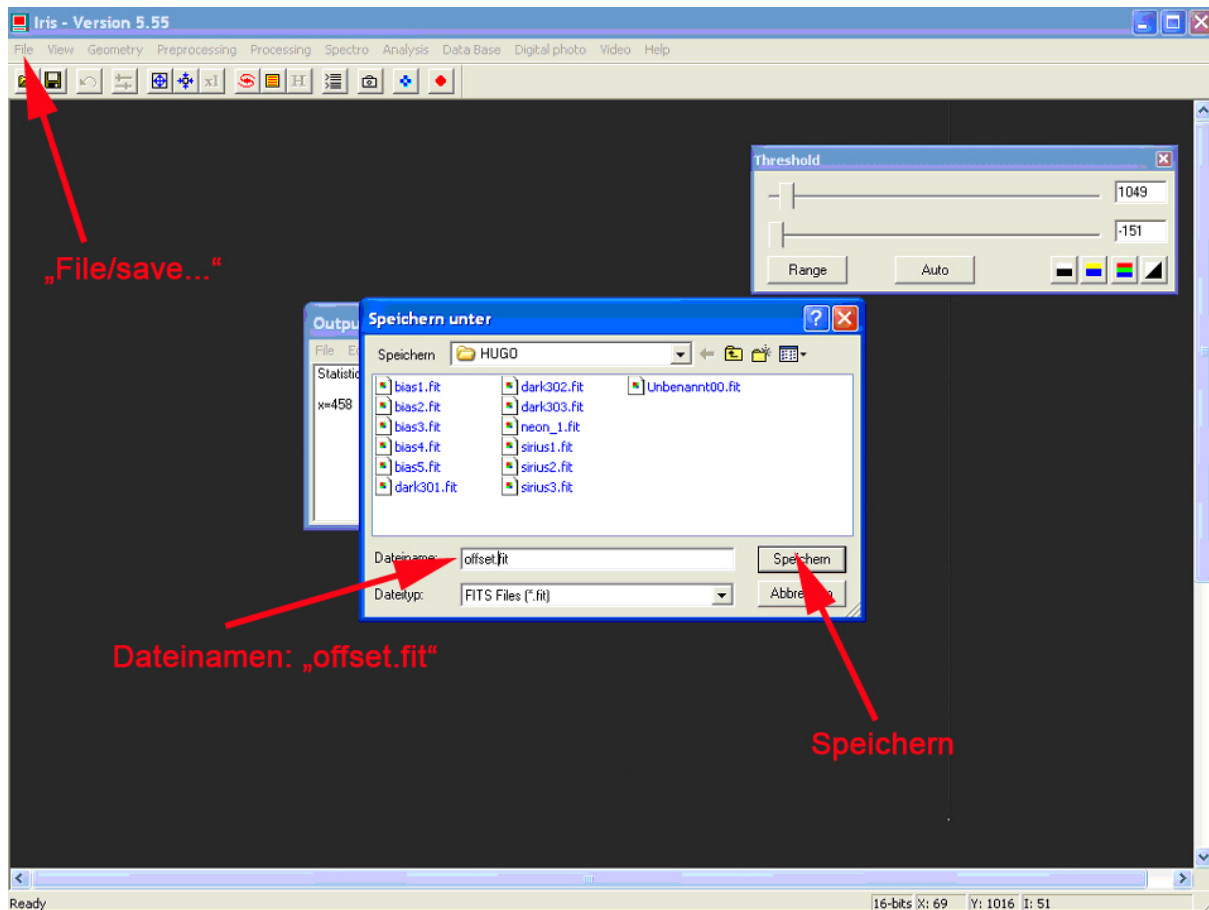 Iris - Version 5.55
File View Geometry Preprocessing Processing Spectro Analysis Data Base Digital photo Video Help
Threshold
1049
-151
Range Auto
„File/save...“
Speichern unter
Speichern HUGO
File
Statistic
x=458
bias1.fit dark302.fit Unbenannt00.fit
bias2.fit dark303.fit
bias3.fit neon_1.fit
bias4.fit sirius1.fit
bias5.fit sirius2.fit
dark301.fit sirius3.fit
Dateiname: offset.fit Speichern
Dateityp: FITS Files (*.fit)
Dateinamen: „offset.fit“
Speichern
Ready 16-bits X: 69 Y: 1016 I: 51